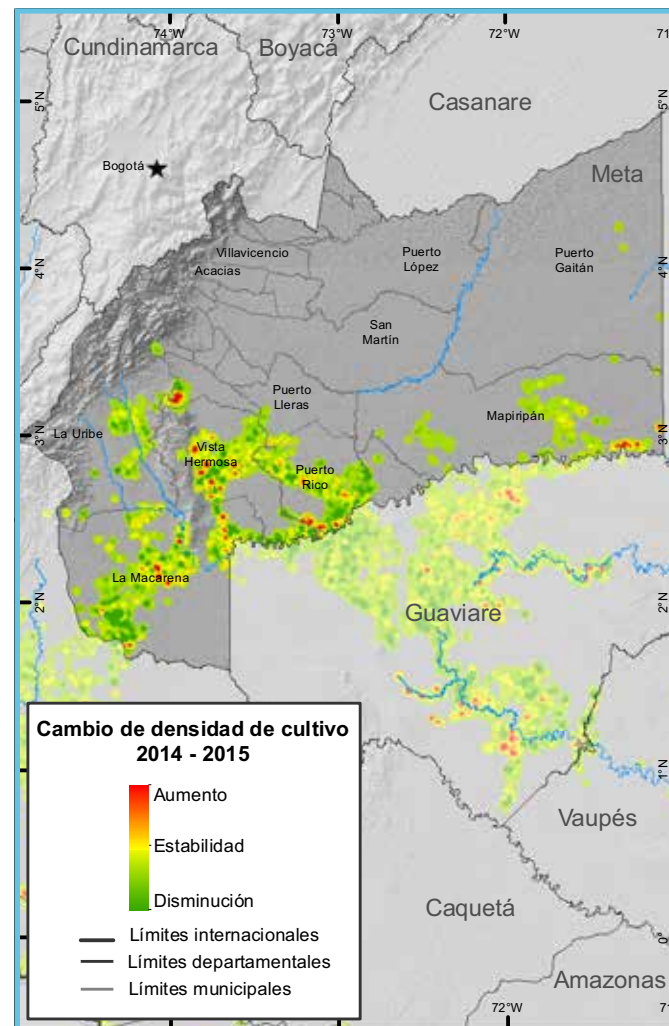 74°W
73°W
72°W
71
Cundinamarca
Boyacá
5°N
5°N
Casanare
Bogotá
Meta
Villavicencio
Acacias
Puerto
López
Puerto
Gaitán
4°N
4°N
San
Martín
Puerto
Lleras
Mapiripán
La Uribe
3°N
3°N
Vista
Hermosa
Puerto
Rico
La Macarena
2°N
2°N
Guaviare
Cambio de densidad de cultivo
2014 - 2015
Aumento
Estabilidad
Disminución
Límites internacionales
Límites departamentales
Límites municipales
1°N
Vaupés
Caquetá
0°
Amazonas
72°W
71